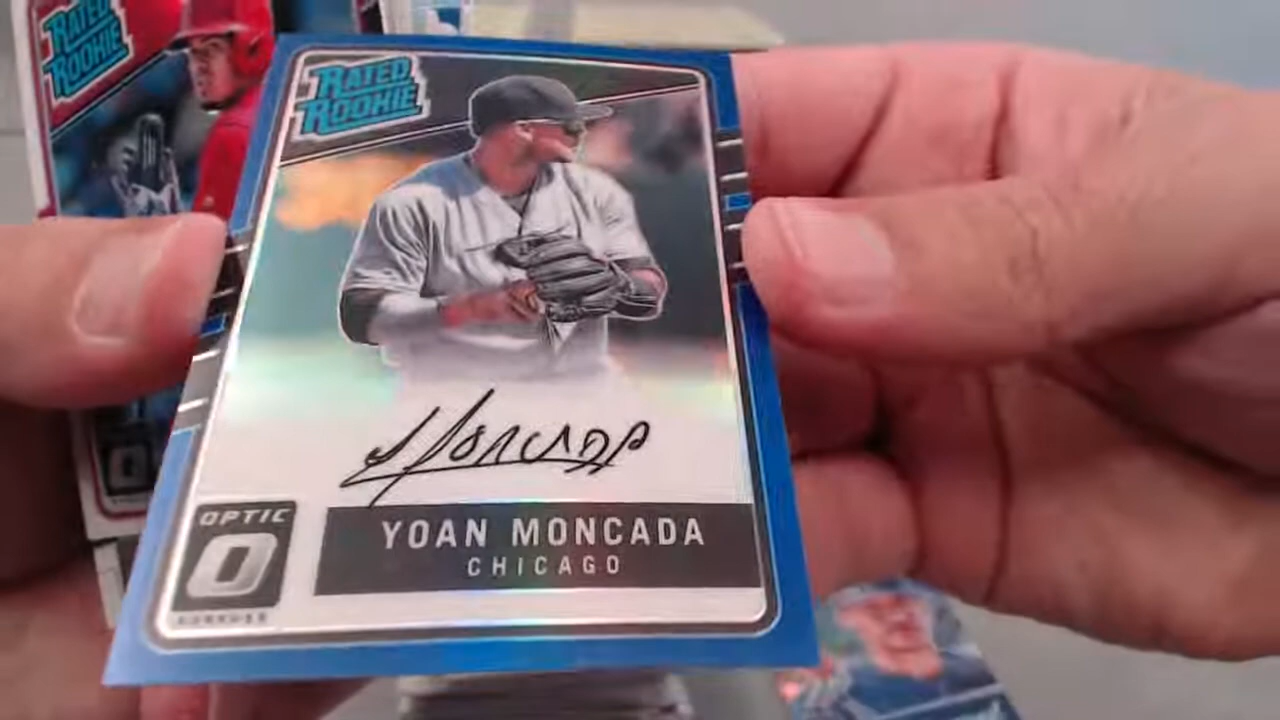 RATED
ROOKIE
RATED
ROOKIE
Moncada
OPTIC
YOAN MONCADA
CHICAGO